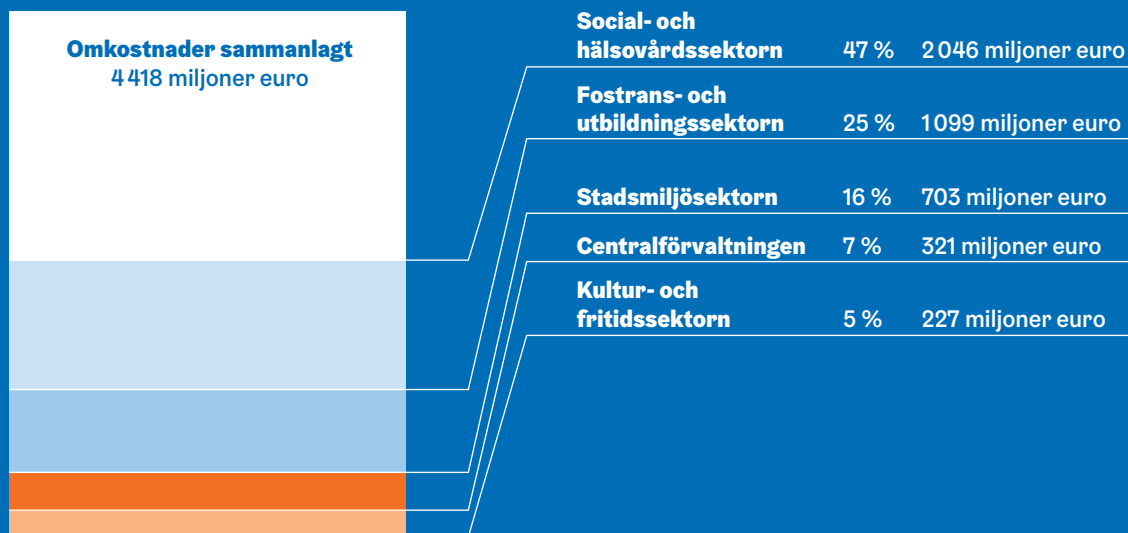 Omkostnader sammanlagt
4 418 miljoner euro
Social- och
hälsovårdssektorn 47 % 2 046 miljoner euro
Fostrans- och
utbildningssektorn 25 % 1 099 miljoner euro
Stadsmiljösektorn 16 % 703 miljoner euro
Centralförvaltningen 7 % 321 miljoner euro
Kultur- och
fritidssektorn 5 % 227 miljoner euro